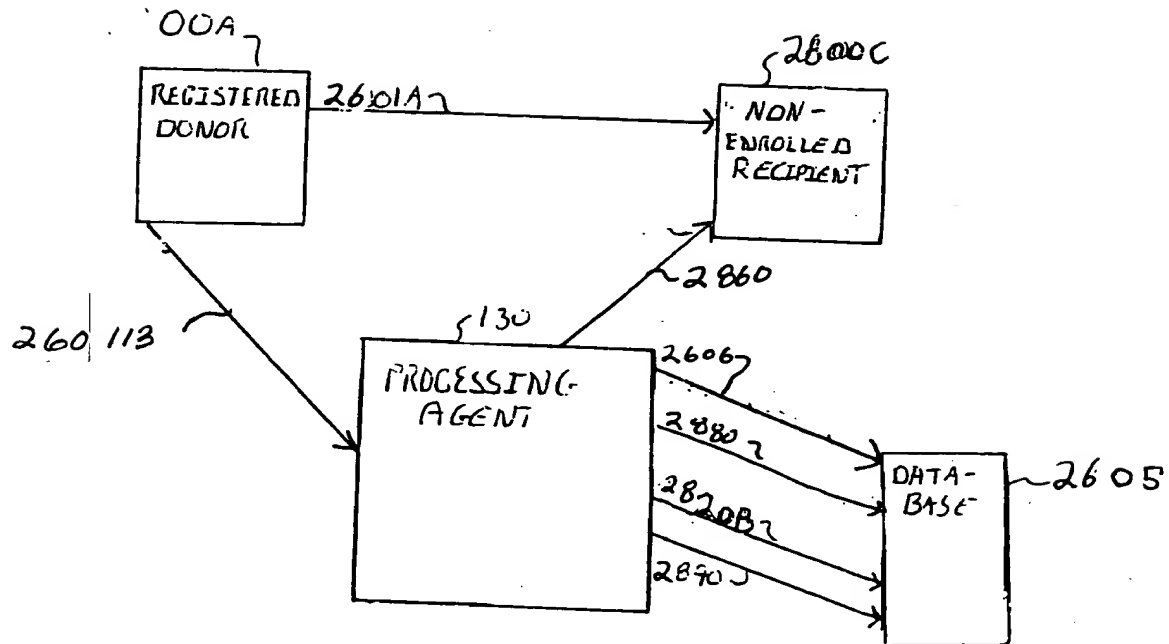 00A
2800C
REGISTERED
DONOR
2601A
NON-
ENROLLED
RECIPIENT
2860
260 113
130
PROCESSING
AGENT
2606
2880
2820B
2890
DATA-
BASE
2605